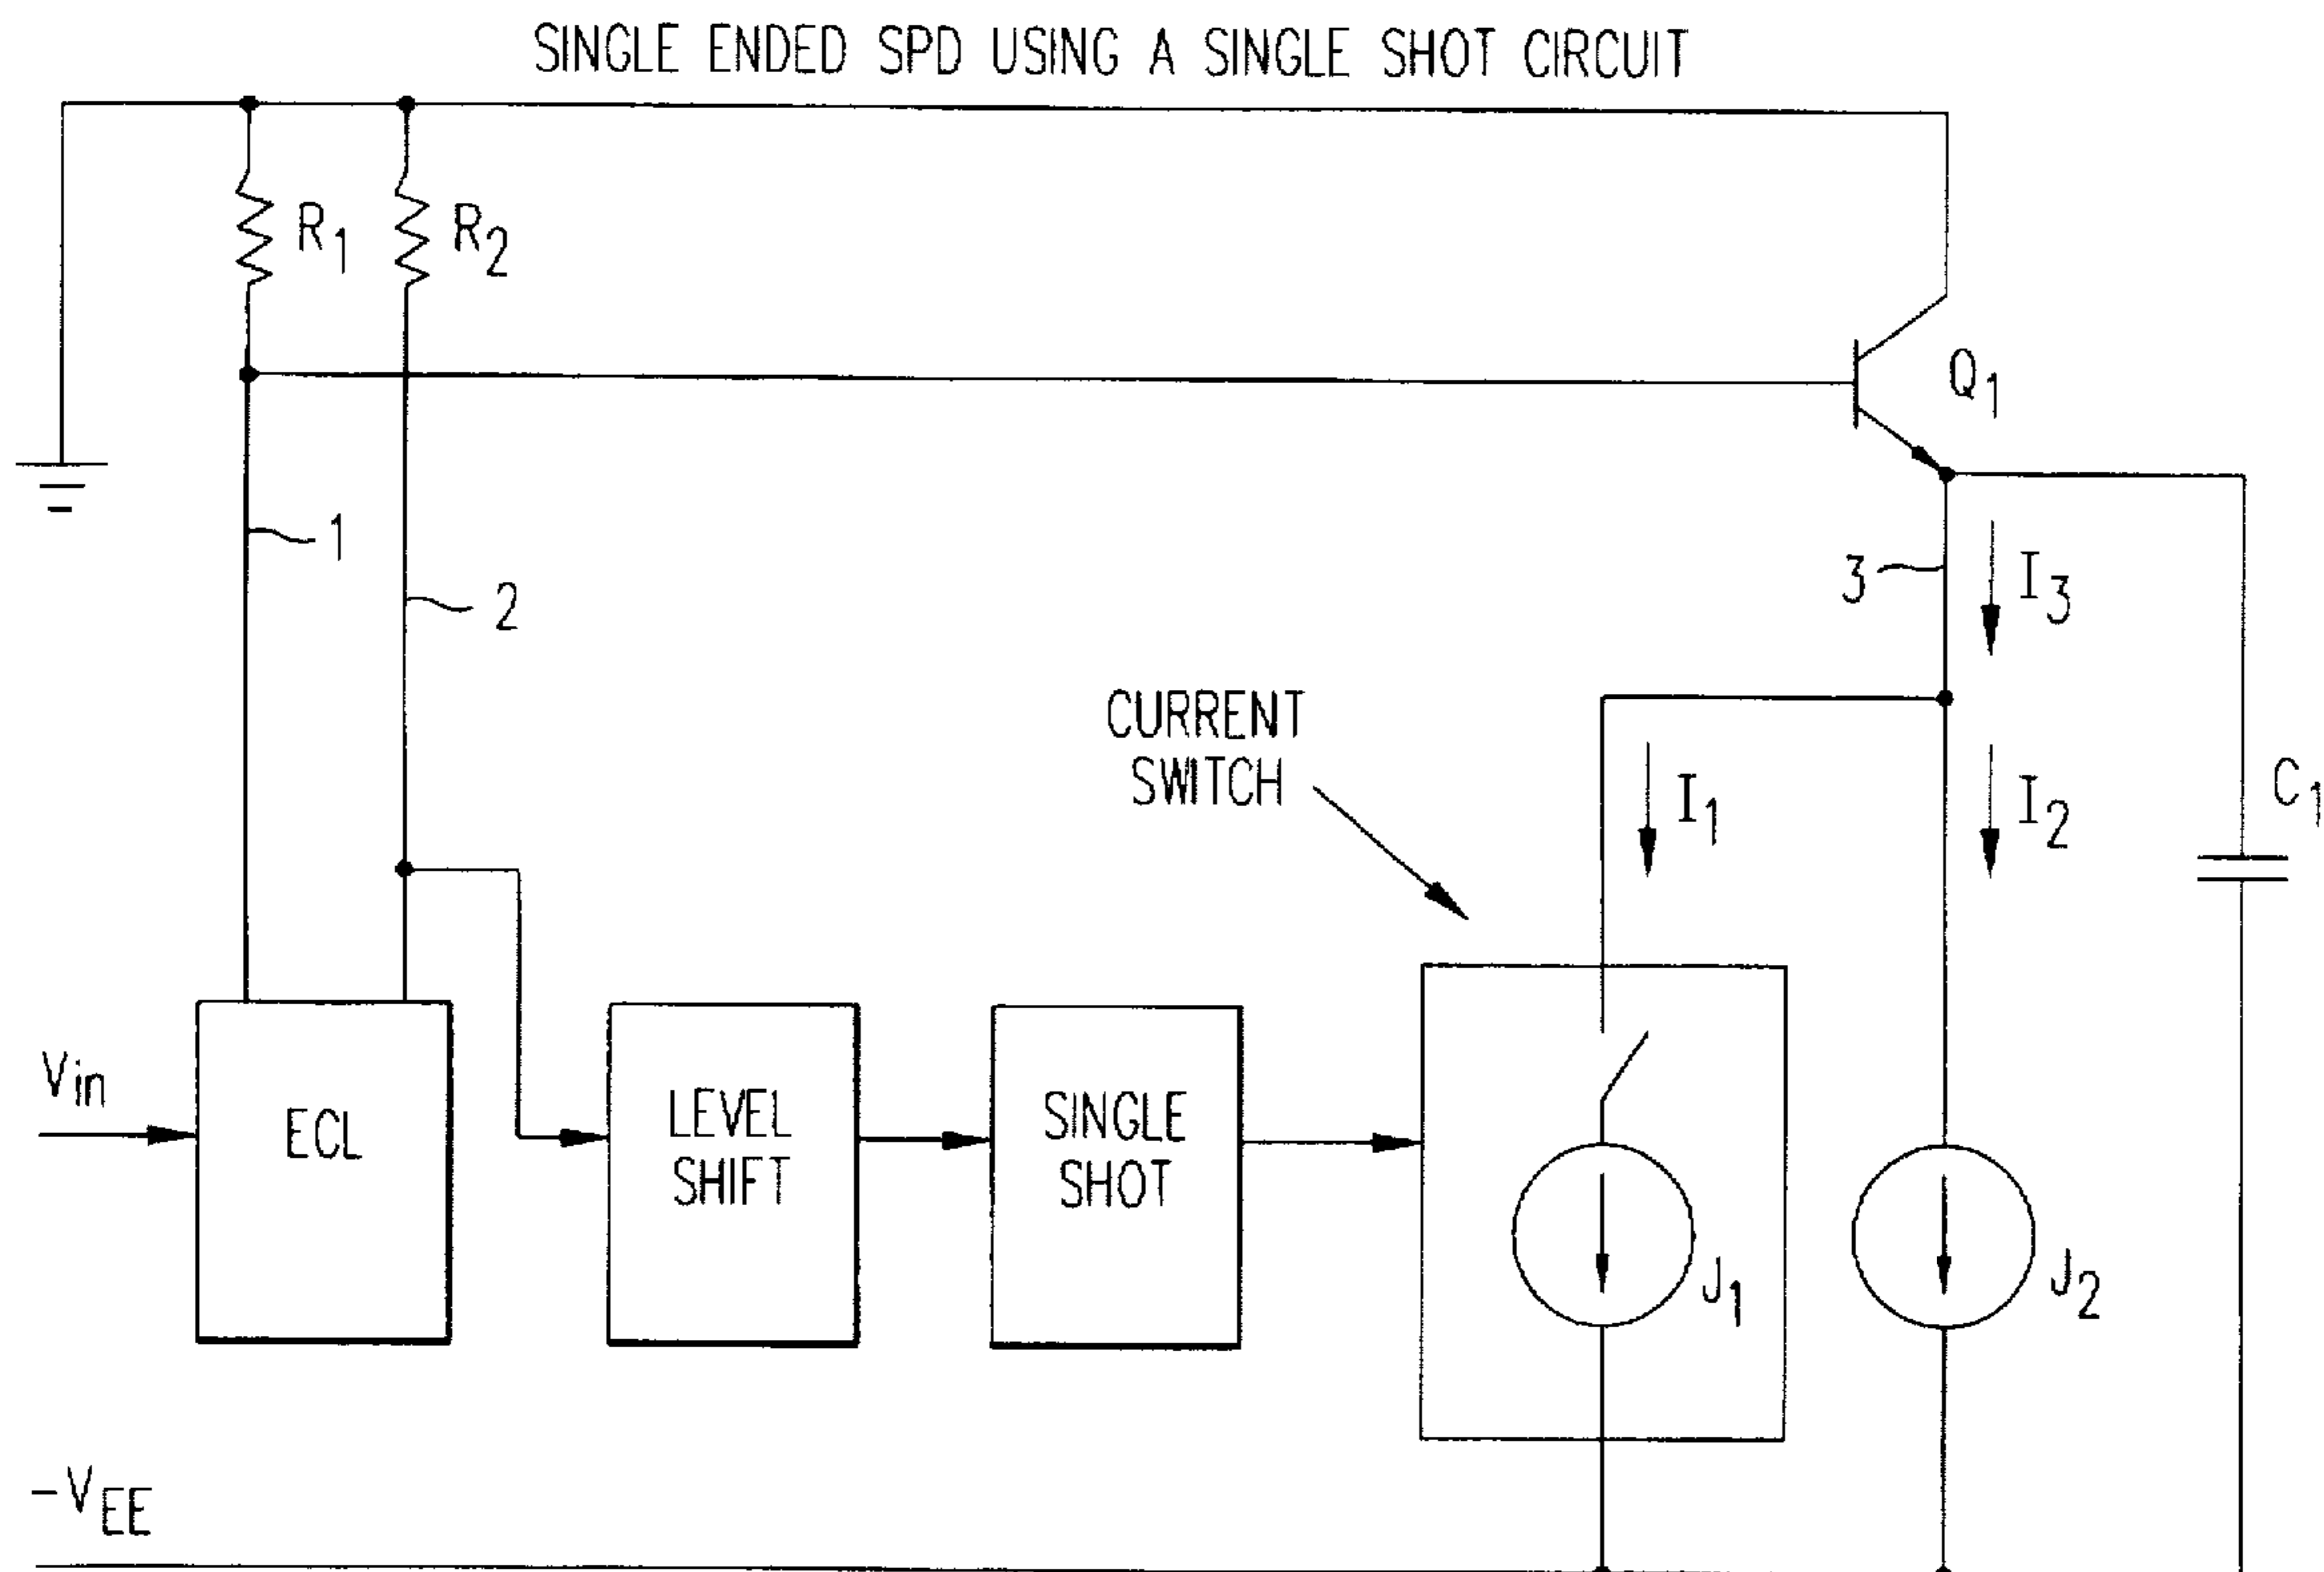 SINGLE ENDED SPD USING A SINGLE SHOT CIRCUIT
R1
R2
Q1
1
2
3
I3
CURRENT
SWITCH
I1
I2
C1
Vin
ECL
LEVEL
SHIFT
SINGLE
SHOT
J1
J2
-VEE